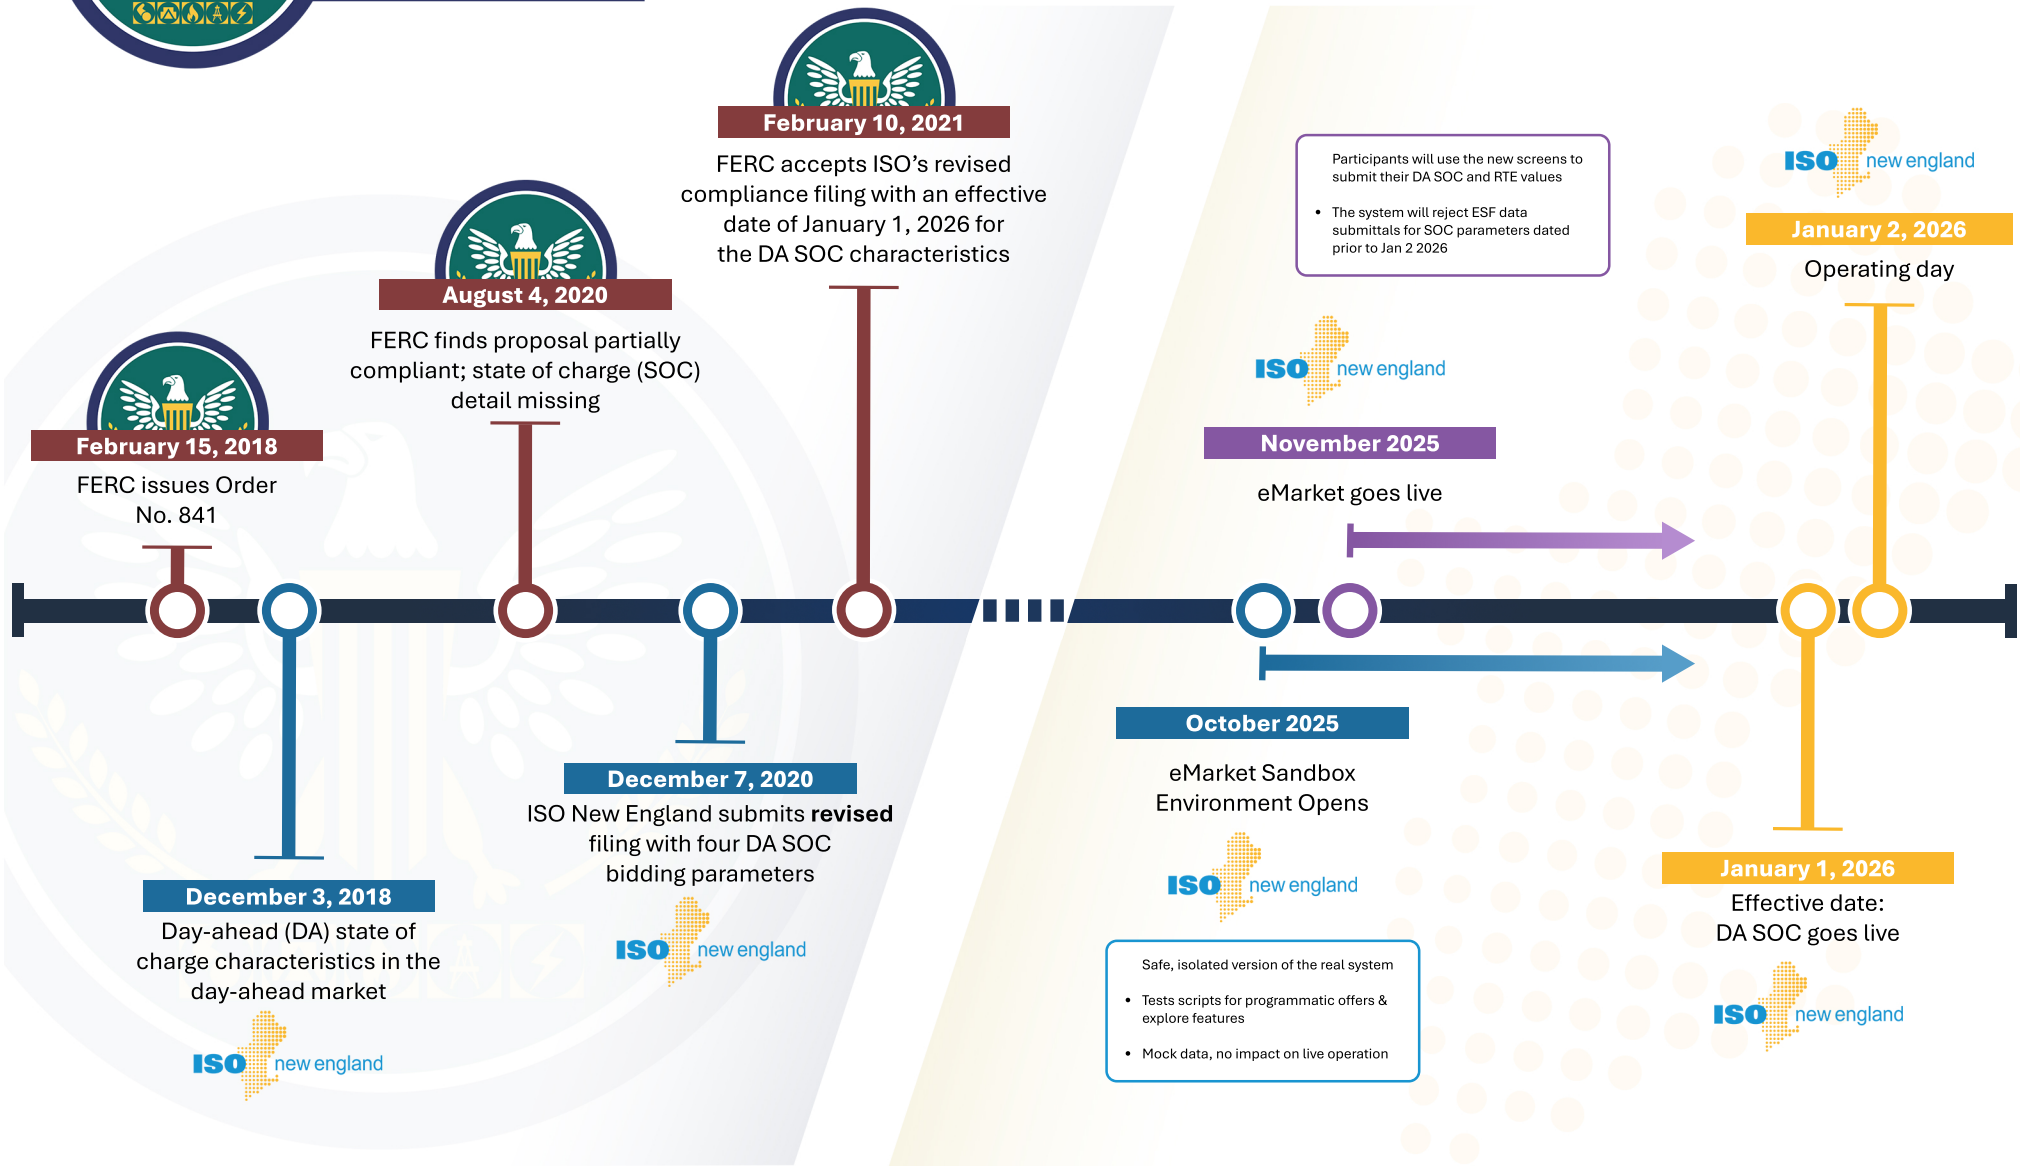 February 15, 2018
FERC issues Order
No. 841
December 3, 2018
Day-ahead (DA) state of
charge characteristics in the
day-ahead market
ISO new england
August 4, 2020
FERC finds proposal partially
compliant; state of charge (SOC)
detail missing
December 7, 2020
ISO New England submits revised
filing with four DA SOC
bidding parameters
ISO new england
February 10, 2021
FERC accepts ISO’s revised
compliance filing with an effective
date of January 1, 2026 for
the DA SOC characteristics
October 2025
eMarket Sandbox
Environment Opens
ISO new england
Safe, isolated version of the real system
• Tests scripts for programmatic offers &
explore features
• Mock data, no impact on live operation
Participants will use the new screens to
submit their DA SOC and RTE values
• The system will reject ESF data
submittals for SOC parameters dated
prior to Jan 2 2026
ISO new england
November 2025
eMarket goes live
January 1, 2026
Effective date:
DA SOC goes live
ISO new england
ISO new england
January 2, 2026
Operating day